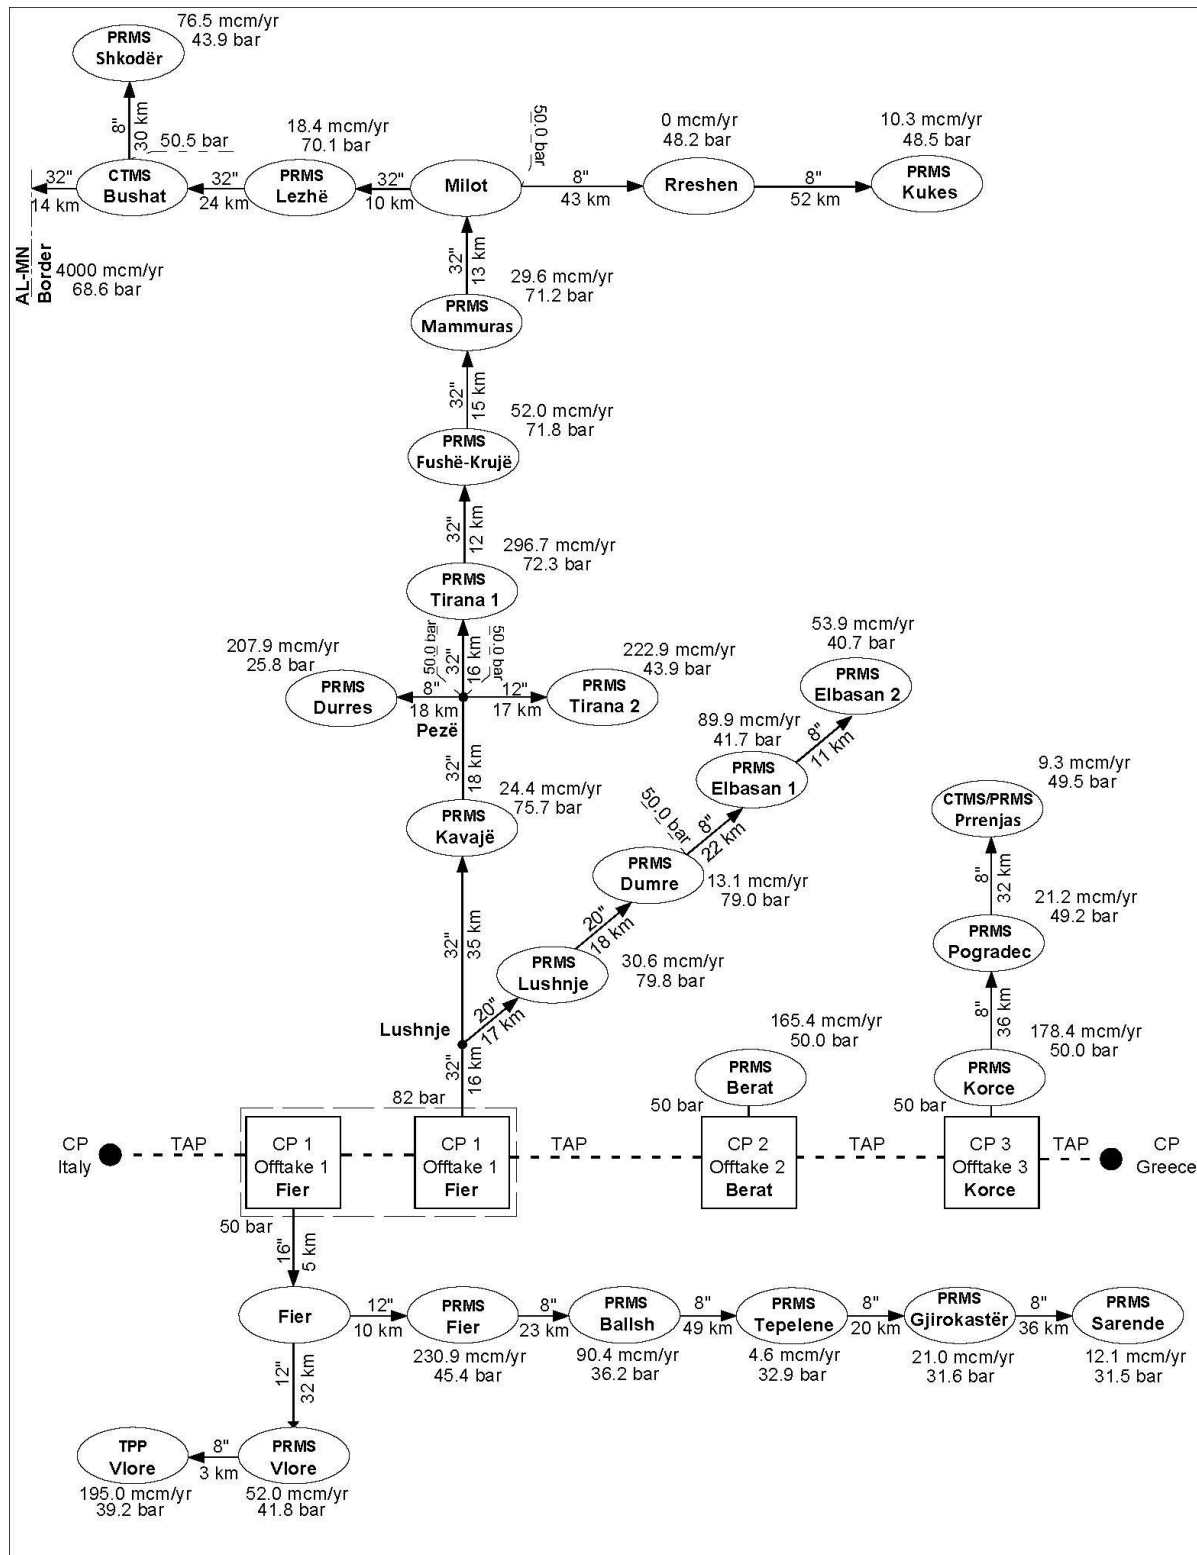 76.5 mcm/yr
43.9 bar
PRMS
Shkodër
8"
30 km
50.5 bar
18.4 mcm/yr
70.1 bar
50.0 bar
0 mcm/yr
48.2 bar
10.3 mcm/yr
48.5 bar
32"
14 km
CTMS
Bushat
32"
24 km
PRMS
Lezhë
32"
10 km
Milot
8"
43 km
Rreshen
8"
52 km
PRMS
Kukes
AL-MN
Border
4000 mcm/yr
68.6 bar
32"
13 km
29.6 mcm/yr
71.2 bar
PRMS
Mammuras
32"
15 km
52.0 mcm/yr
71.8 bar
PRMS
Fushë-Krujë
32"
12 km
296.7 mcm/yr
72.3 bar
PRMS
Tirana 1
50.0 bar
32"
16 km
50.0 bar
207.9 mcm/yr
25.8 bar
PRMS
Durres
8"
18 km
Pezë
12"
17 km
222.9 mcm/yr
43.9 bar
PRMS
Tirana 2
53.9 mcm/yr
40.7 bar
PRMS
Elbasan 2
8"
11 km
89.9 mcm/yr
41.7 bar
PRMS
Elbasan 1
32"
18 km
24.4 mcm/yr
75.7 bar
PRMS
Kavajë
50.0 bar
8"
22 km
PRMS
Dumre
13.1 mcm/yr
79.0 bar
9.3 mcm/yr
49.5 bar
CTMS/PRMS
Prrenjas
8"
32 km
21.2 mcm/yr
49.2 bar
PRMS
Pogradec
32"
35 km
20"
18 km
PRMS
Lushnje
30.6 mcm/yr
79.8 bar
20"
17 km
Lushnje
8"
36 km
32"
16 km
165.4 mcm/yr
50.0 bar
PRMS
Berat
178.4 mcm/yr
50.0 bar
PRMS
Korce
82 bar
50 bar
50 bar
CP
Italy
TAP
CP 1
Offtake 1
Fier
CP 1
Offtake 1
Fier
TAP
CP 2
Offtake 2
Berat
TAP
CP 3
Offtake 3
Korce
TAP
CP
Greece
50 bar
16"
5 km
Fier
12"
10 km
PRMS
Fier
8"
23 km
PRMS
Ballsh
8"
49 km
PRMS
Tepelene
8"
20 km
PRMS
Gjirokastër
8"
36 km
PRMS
Sarende
230.9 mcm/yr
45.4 bar
90.4 mcm/yr
36.2 bar
4.6 mcm/yr
32.9 bar
21.0 mcm/yr
31.6 bar
12.1 mcm/yr
31.5 bar
12"
32 km
TPP
Vlore
8"
3 km
PRMS
Vlore
195.0 mcm/yr
39.2 bar
52.0 mcm/yr
41.8 bar